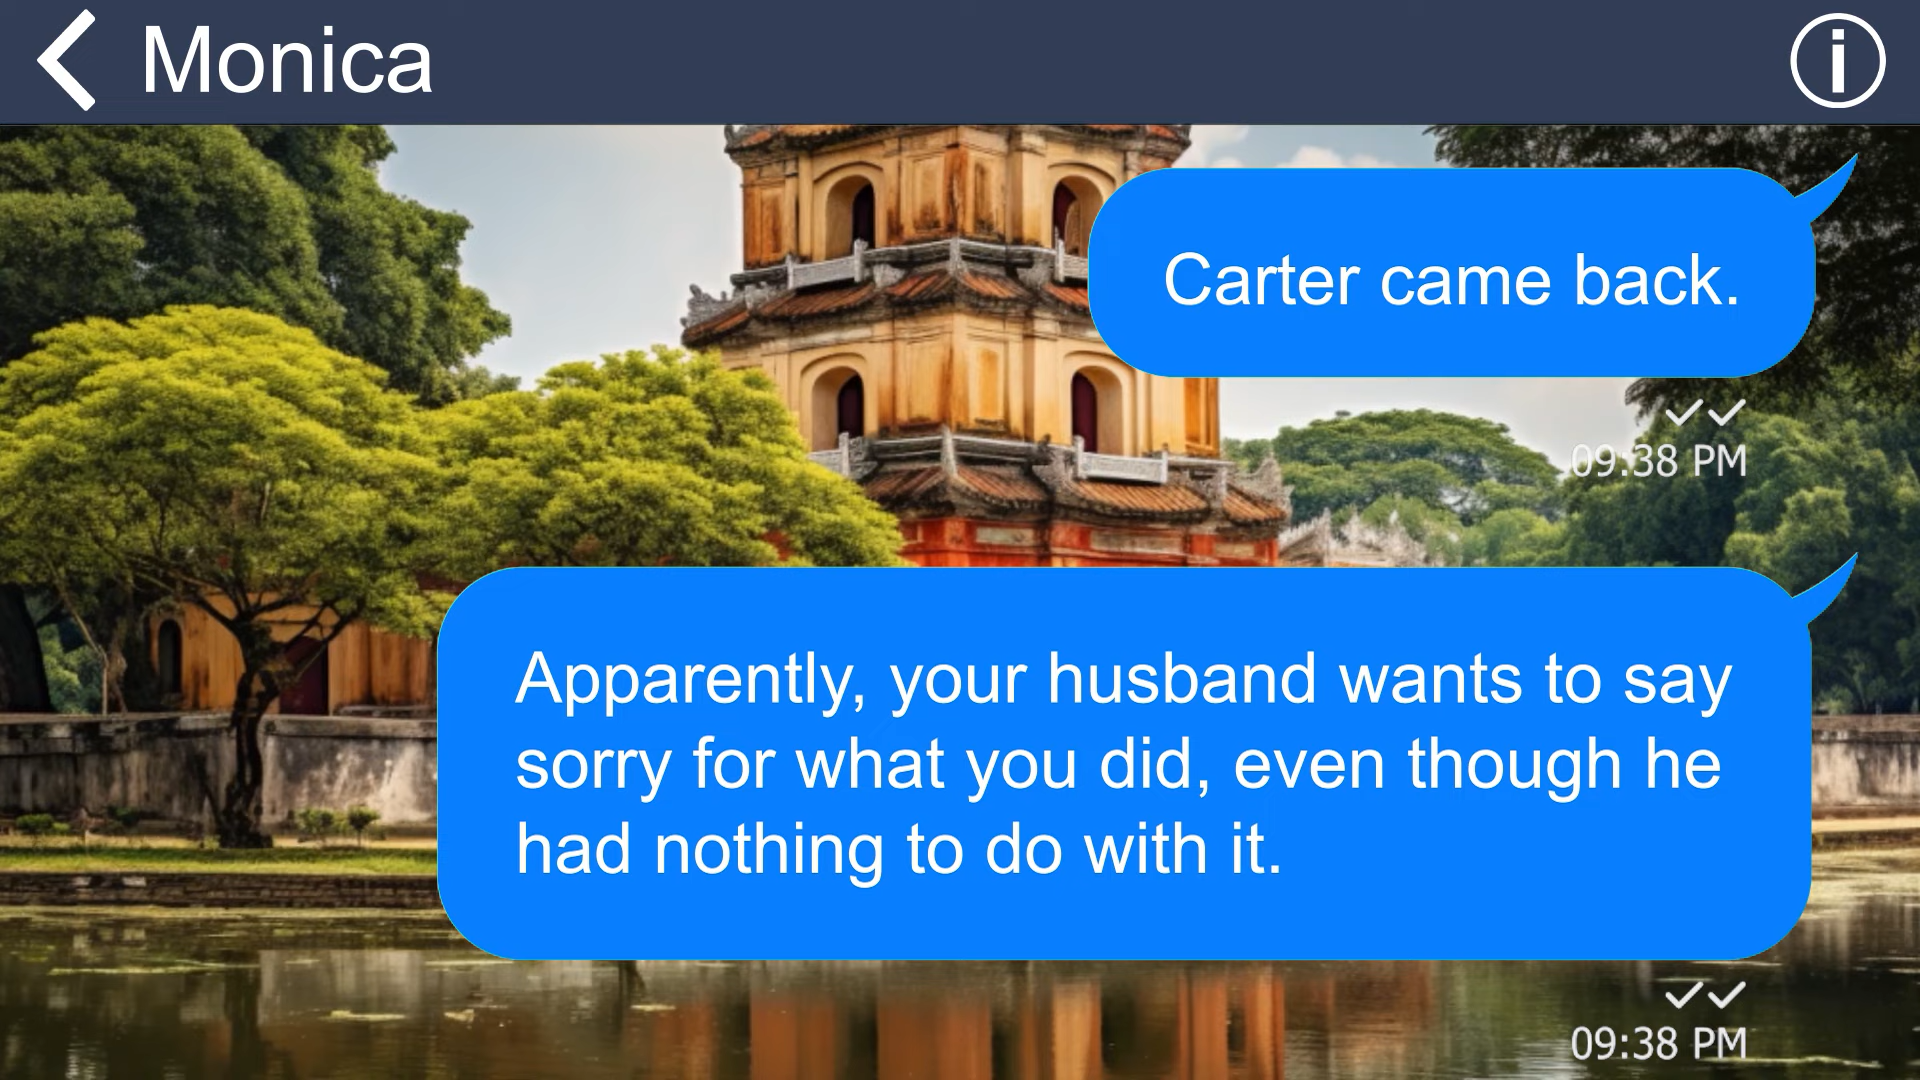 Monica
Carter came back.
09:38 PM
Apparently, your husband wants to say
sorry for what you did, even though he
had nothing to do with it.
09:38 PM